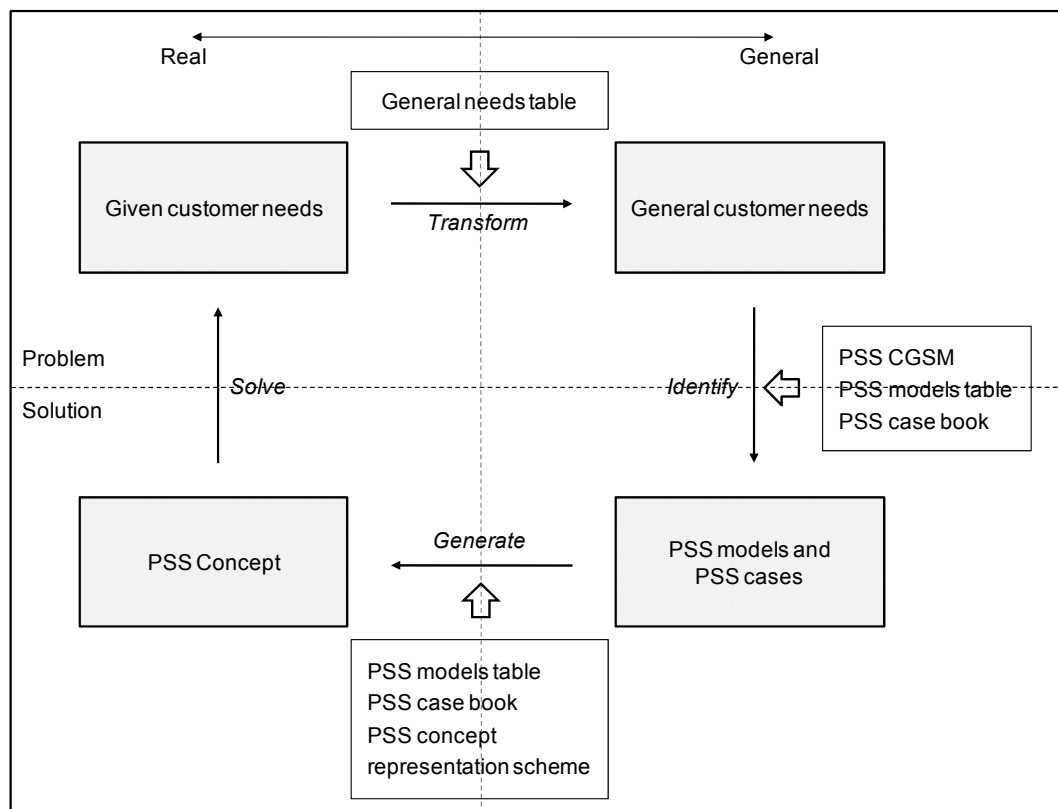 Real
General
General needs table
Given customer needs
Transform
General customer needs
Problem
Solution
Solve
Identify
PSS CGSM
PSS models table
PSS case book
PSS Concept
Generate
PSS models and
PSS cases
PSS models table
PSS case book
PSS concept
representation scheme